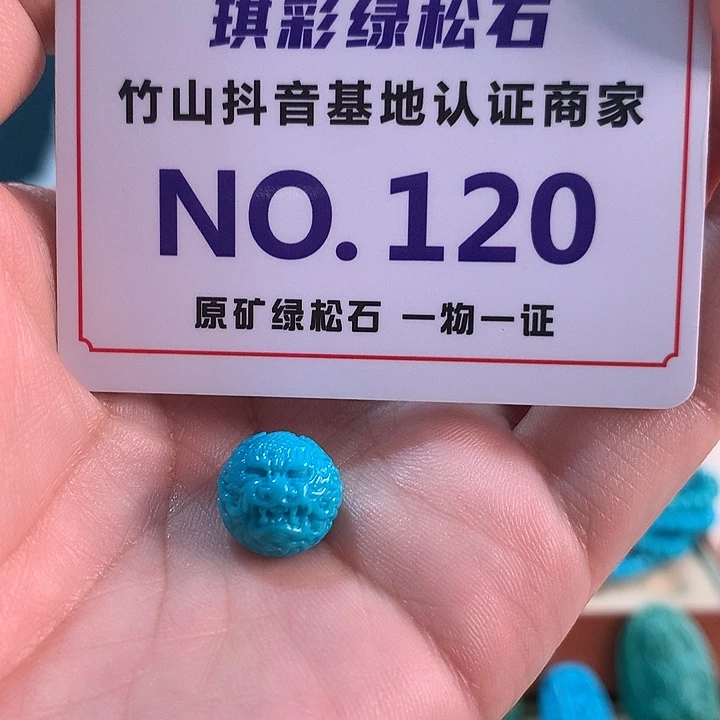 琪彩绿松石
竹山抖音基地认证商家
NO.120
原矿绿松石 一物一证